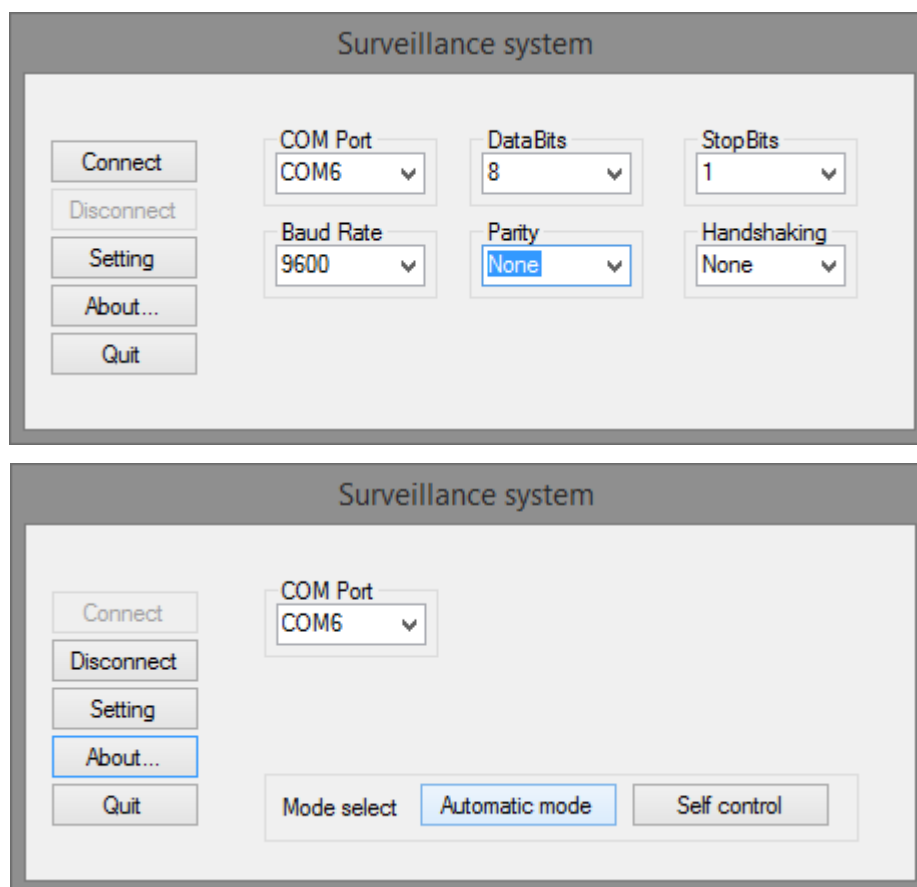 Surveillance system
COM Port DataBits StopBits
Connect COM6 8 1
Disconnect
Baud Rate Parity Handshaking
Setting 9600 None None
About...
Quit
Surveillance system
COM Port
Connect COM6
Disconnect
Setting
About...
Quit Mode select Automatic mode Self control